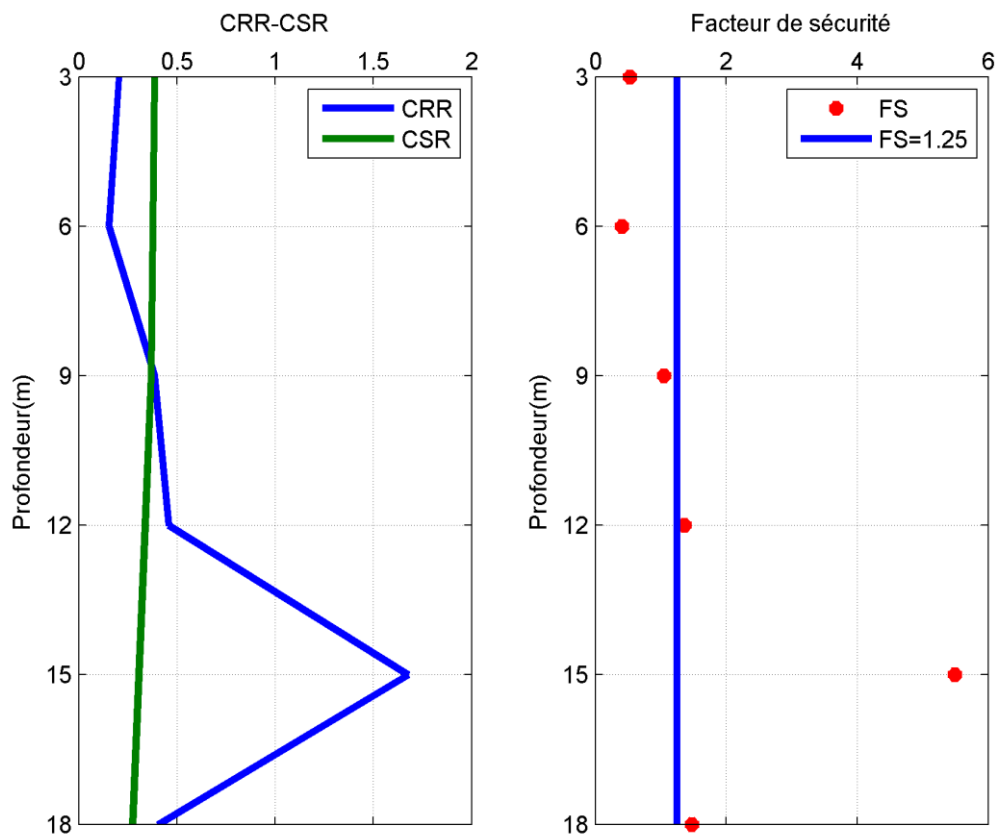 CRR-CSR
0 0.5 1 1.5 2
3
6
9
12
15
18
Profondeur(m)
CRR
CSR
Facteur de sécurité
0 2 4 6
3
6
9
12
15
18
Profondeur(m)
FS
FS=1.25